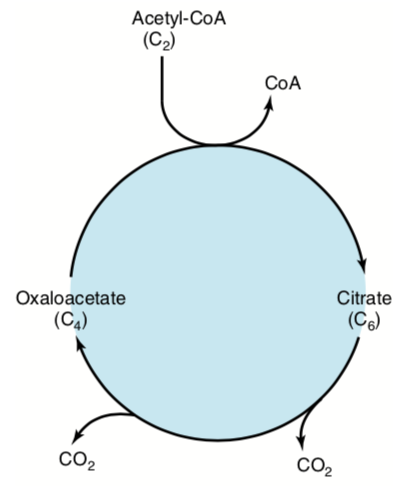 Acetyl-CoA
(C₂)
CoA
Oxaloacetate
(C₄)
Citrate
(C₆)
CO₂
CO₂